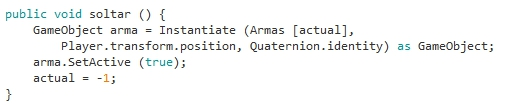 public void soltar () {
    GameObject arma = Instantiate (Armas [actual],
        Player.transform.position, Quaternion.identity) as GameObject;
    arma.SetActive (true);
    actual = -1;
}